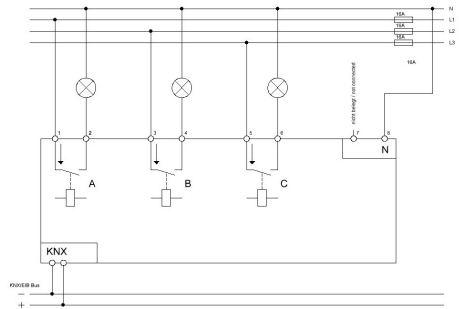 N
16A
L1
16A
L2
16A
L3
16A
nicht belegt / not connected
1
2
3
4
5
6
7
8
N
A
B
C
KNX
KNX/EIB Bus
−
+